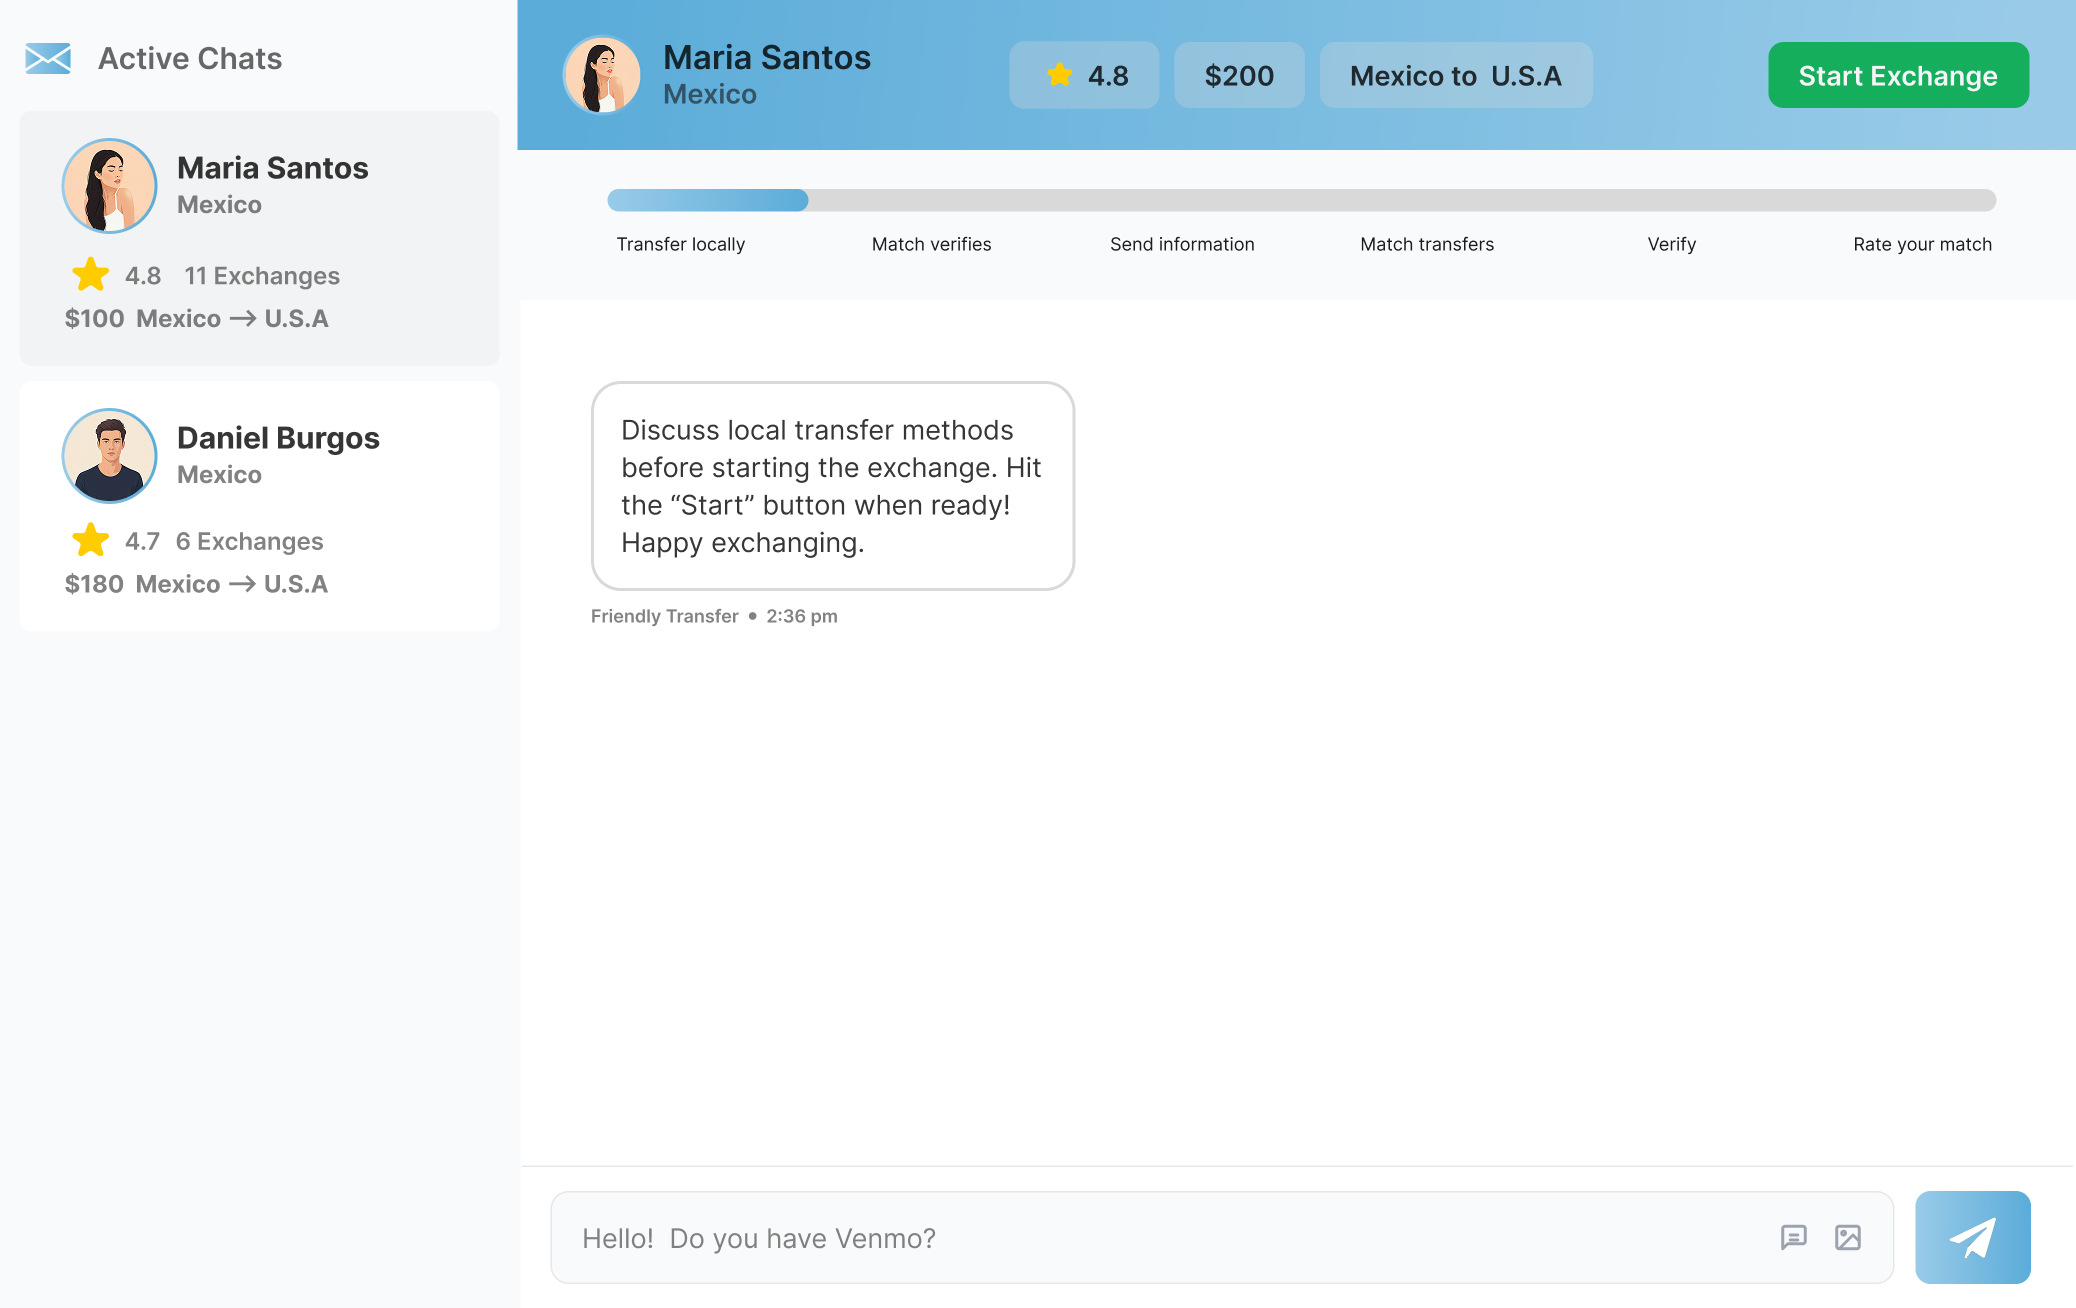 Active Chats
Maria Santos
Mexico
4.8 11 Exchanges
$100 Mexico → U.S.A
Daniel Burgos
Mexico
4.7 6 Exchanges
$180 Mexico → U.S.A
Maria Santos
Mexico
4.8
$200
Mexico to U.S.A
Start Exchange
Transfer locally
Match verifies
Send information
Match transfers
Verify
Rate your match
Discuss local transfer methods
before starting the exchange. Hit
the “Start” button when ready!
Happy exchanging.
Friendly Transfer • 2:36 pm
Hello! Do you have Venmo?